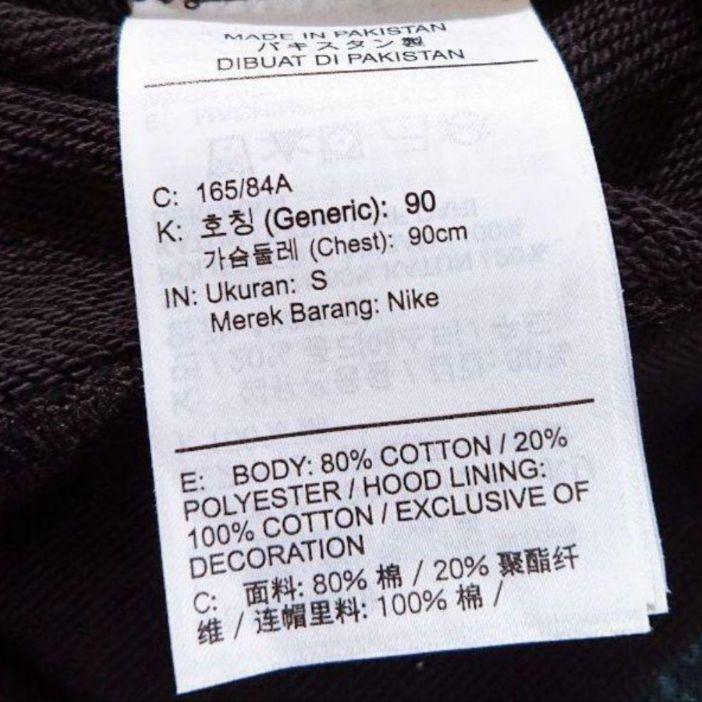 MADE IN PAKISTAN
パキスタン製
DIBUAT DI PAKISTAN
C: 165/84A
K: 호칭 (Generic): 90
가슴둘레 (Chest): 90cm
IN: Ukuran: S
Merek Barang: Nike
E: BODY: 80% COTTON / 20%
POLYESTER / HOOD LINING:
100% COTTON / EXCLUSIVE OF
DECORATION
C: 面料: 80% 棉 / 20% 聚酯纤
维 / 连帽里料: 100% 棉 /